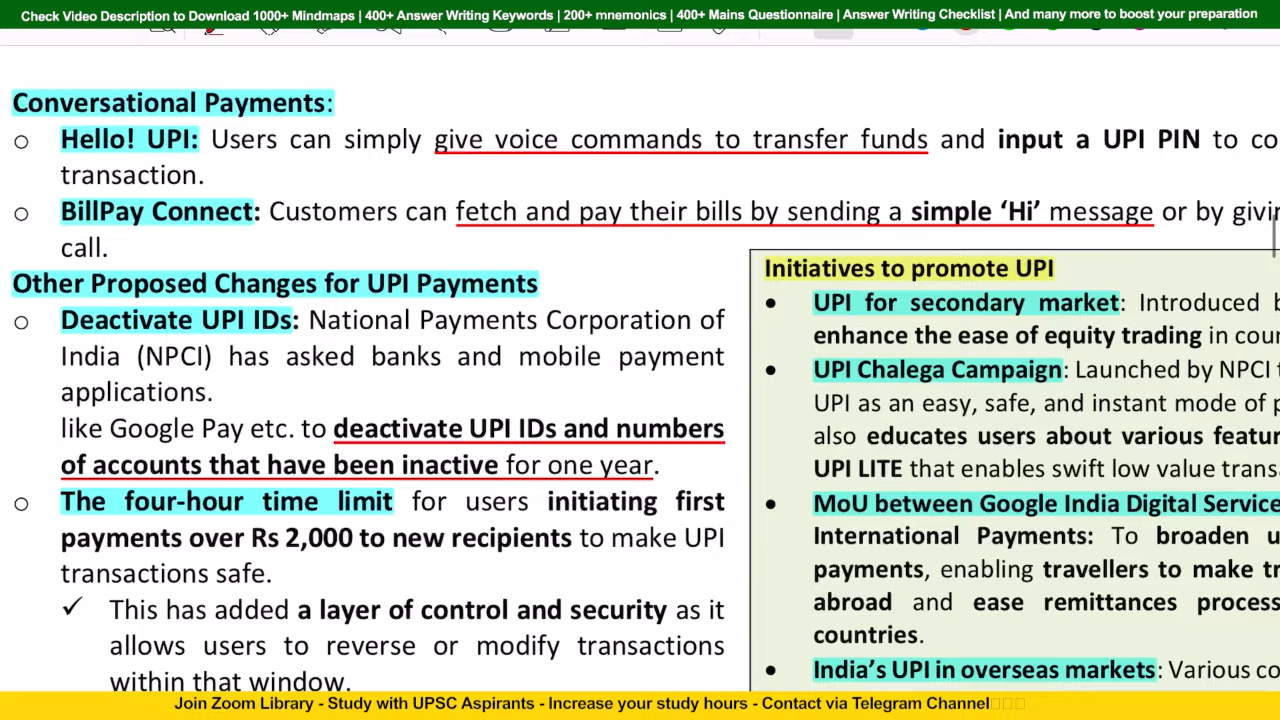 Check Video Description to Download 1000+ Mindmaps | 400+ Answer Writing Keywords | 200+ mnemonics | 400+ Mains Questionnaire | Answer Writing Checklist | And many more to boost your preparation
Conversational Payments:
o Hello! UPI: Users can simply give voice commands to transfer funds and input a UPI PIN to co
transaction.
o BillPay Connect: Customers can fetch and pay their bills by sending a simple ‘Hi’ message or by givin
call.
Other Proposed Changes for UPI Payments
o Deactivate UPI IDs: National Payments Corporation of
India (NPCI) has asked banks and mobile payment
applications.
like Google Pay etc. to deactivate UPI IDs and numbers
of accounts that have been inactive for one year.
o The four-hour time limit for users initiating first
payments over Rs 2,000 to new recipients to make UPI
transactions safe.
✓ This has added a layer of control and security as it
allows users to reverse or modify transactions
within that window.
Initiatives to promote UPI
• UPI for secondary market: Introduced b
enhance the ease of equity trading in cour
• UPI Chalega Campaign: Launched by NPCI t
UPI as an easy, safe, and instant mode of p
also educates users about various featur
UPI LITE that enables swift low value trans
• MoU between Google India Digital Service
International Payments: To broaden u
payments, enabling travellers to make tr
abroad and ease remittances process
countries.
• India’s UPI in overseas markets: Various co
Join Zoom Library - Study with UPSC Aspirants - Increase your study hours - Contact via Telegram Channel